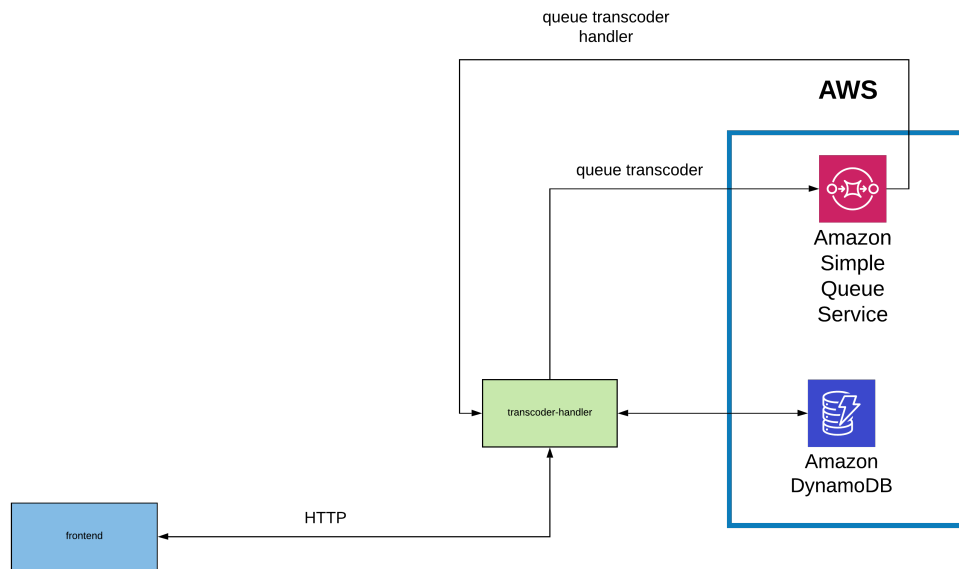 queue transcoder
handler
AWS
queue transcoder
Amazon
Simple
Queue
Service
transcoder-handler
Amazon
DynamoDB
HTTP
frontend